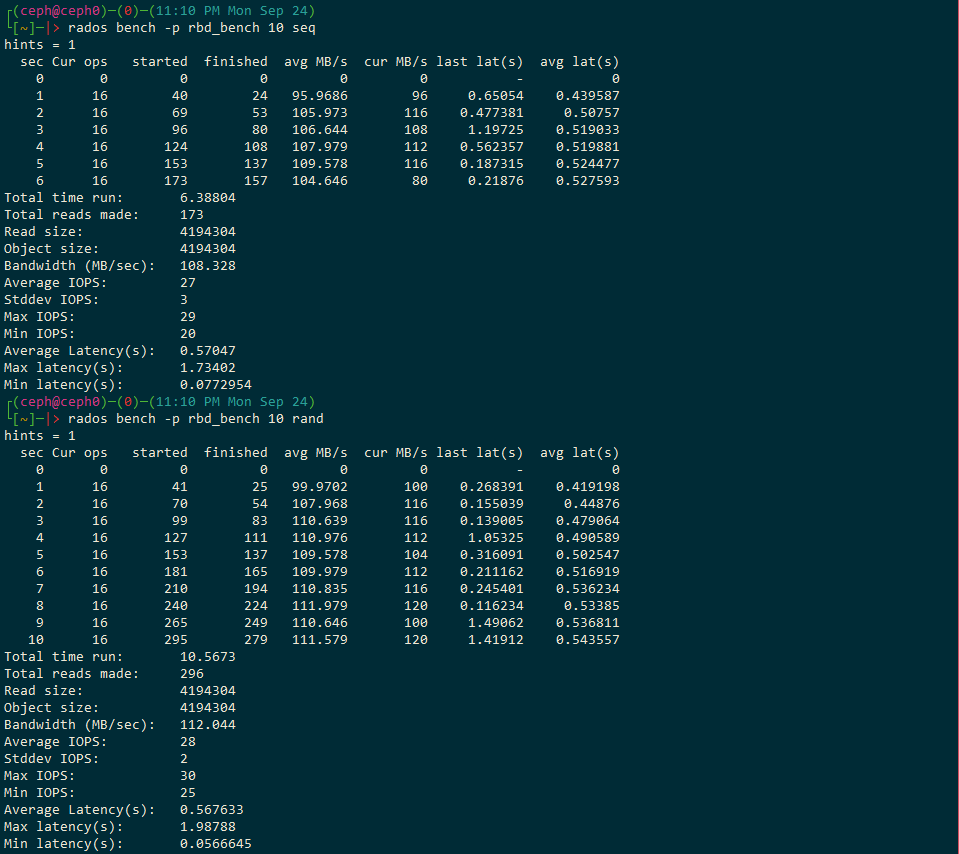 ┌(ceph@ceph0)─(0)─(11:10 PM Mon Sep 24)
└[~]─|> rados bench -p rbd_bench 10 seq
hints = 1
  sec Cur ops   started  finished  avg MB/s  cur MB/s last lat(s)  avg lat(s)
    0       0         0         0         0         0           -           0
    1      16        40        24   95.9686        96     0.65054    0.439587
    2      16        69        53   105.973       116    0.477381     0.50757
    3      16        96        80   106.644       108     1.19725    0.519033
    4      16       124       108   107.979       112    0.562357    0.519881
    5      16       153       137   109.578       116    0.187315    0.524477
    6      16       173       157   104.646        80     0.21876    0.527593
Total time run:       6.38804
Total reads made:     173
Read size:            4194304
Object size:          4194304
Bandwidth (MB/sec):   108.328
Average IOPS:         27
Stddev IOPS:          3
Max IOPS:             29
Min IOPS:             20
Average Latency(s):   0.57047
Max latency(s):       1.73402
Min latency(s):       0.0772954
┌(ceph@ceph0)─(0)─(11:10 PM Mon Sep 24)
└[~]─|> rados bench -p rbd_bench 10 rand
hints = 1
  sec Cur ops   started  finished  avg MB/s  cur MB/s last lat(s)  avg lat(s)
    0       0         0         0         0         0           -           0
    1      16        41        25   99.9702       100    0.268391    0.419198
    2      16        70        54   107.968       116    0.155039     0.44876
    3      16        99        83   110.639       116    0.139005    0.479064
    4      16       127       111   110.976       112     1.05325    0.490589
    5      16       153       137   109.578       104    0.316091    0.502547
    6      16       181       165   109.979       112    0.211162    0.516919
    7      16       210       194   110.835       116    0.245401    0.536234
    8      16       240       224   111.979       120    0.116234     0.53385
    9      16       265       249   110.646       100     1.49062    0.536811
   10      16       295       279   111.579       120     1.41912    0.543557
Total time run:       10.5673
Total reads made:     296
Read size:            4194304
Object size:          4194304
Bandwidth (MB/sec):   112.044
Average IOPS:         28
Stddev IOPS:          2
Max IOPS:             30
Min IOPS:             25
Average Latency(s):   0.567633
Max latency(s):       1.98788
Min latency(s):       0.0566645